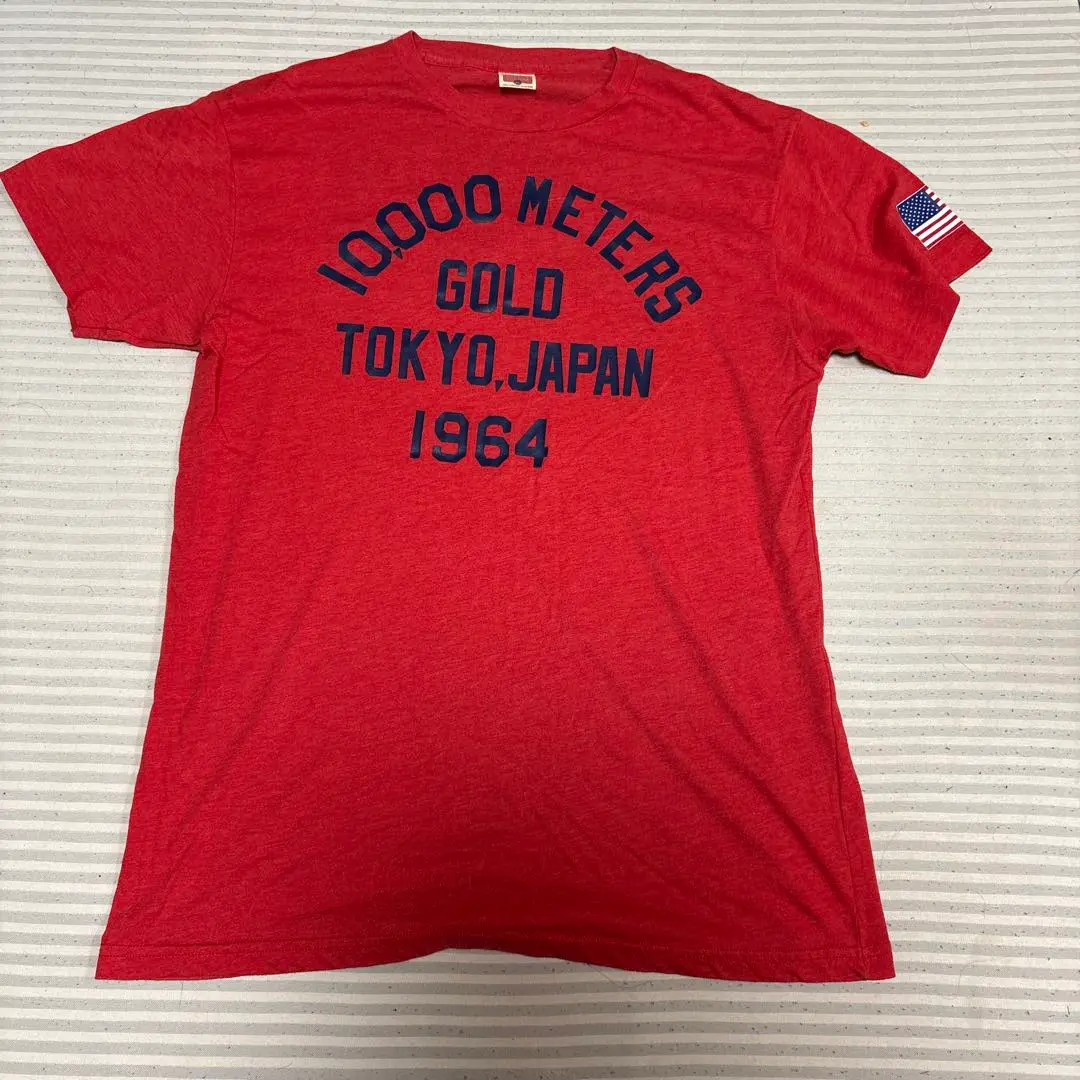 10,000 METERS
GOLD
TOKYO, JAPAN
1964